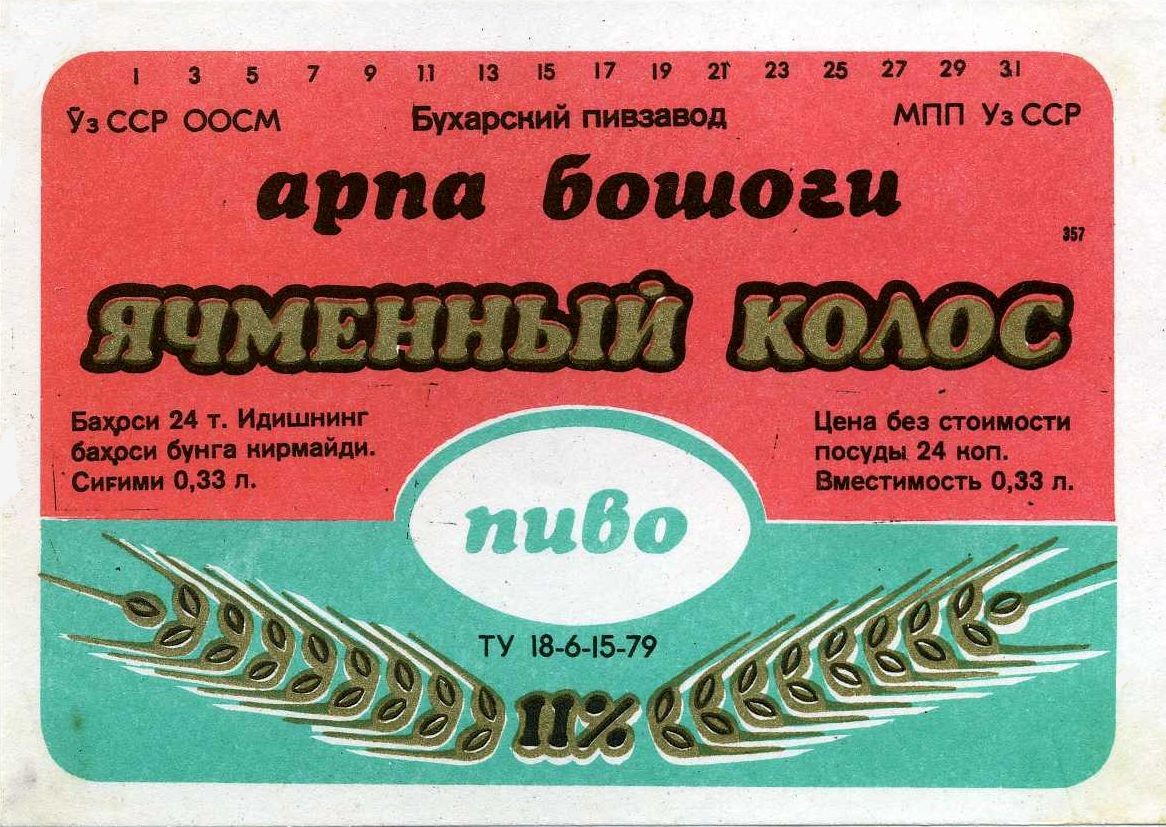 1 3 5 7 9 11 13 15 17 19 21 23 25 27 29 31
Ўз ССР ООСМ Бухарский пивзавод МПП Уз ССР
арпа бошоги
357
ЯЧМЕННЫЙ КОЛОС
Баҳоси 24 т. Идишнинг
баҳоси бунга кирмайди.
Сиғими 0,33 л.
Цена без стоимости
посуды 24 коп.
Вместимость 0,33 л.
пиво
ТУ 18-6-15-79
11%